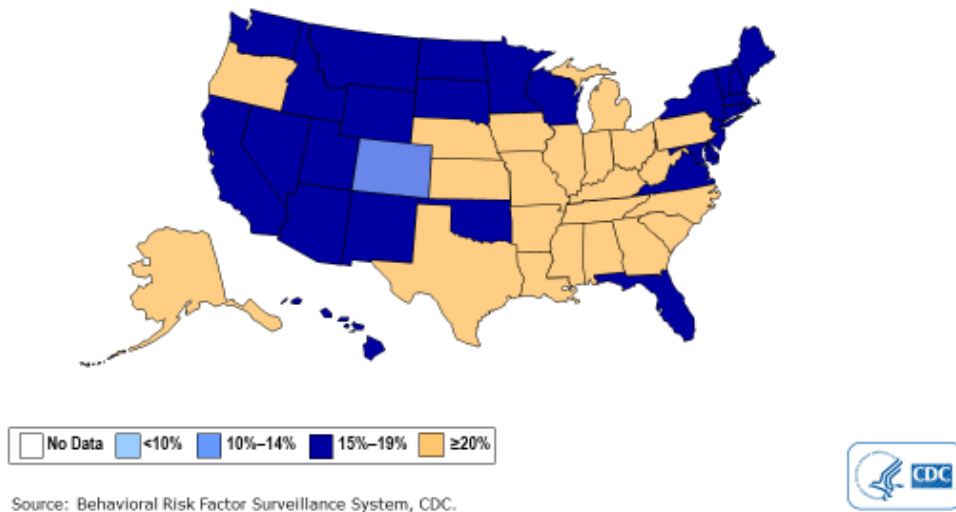 No Data <10% 10%–14% 15%–19% ≥20%
Source: Behavioral Risk Factor Surveillance System, CDC.
CDC